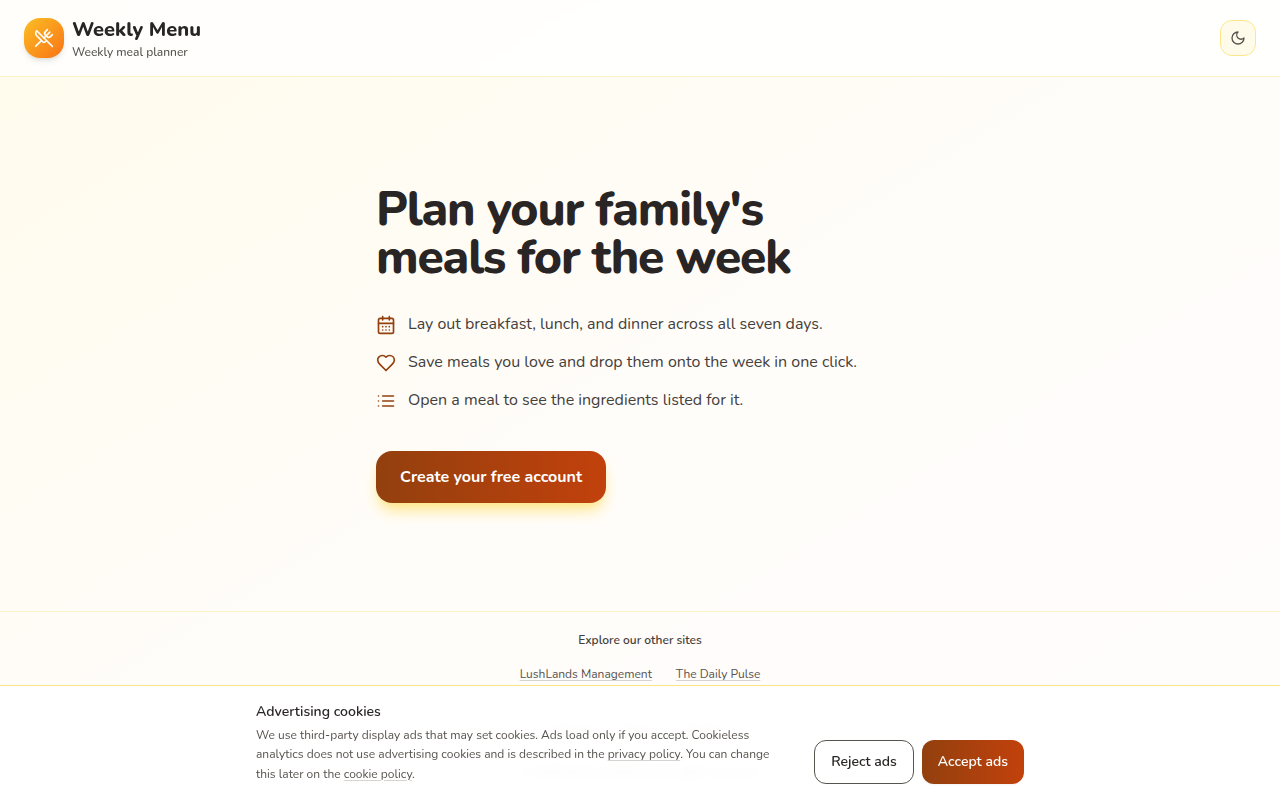 Weekly Menu
Weekly meal planner
Plan your family's
meals for the week
Lay out breakfast, lunch, and dinner across all seven days.
Save meals you love and drop them onto the week in one click.
Open a meal to see the ingredients listed for it.
Create your free account
Explore our other sites
LushLands Management The Daily Pulse
Advertising cookies
We use third-party display ads that may set cookies. Ads load only if you accept. Cookieless
analytics does not use advertising cookies and is described in the privacy policy. You can change
this later on the cookie policy.
Reject ads Accept ads